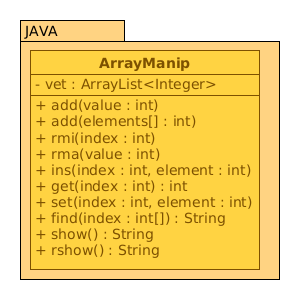 JAVA
ArrayManip
- vet : ArrayList<Integer>
+ add(value : int)
+ add(elements[] : int)
+ rmi(index : int)
+ rma(value : int)
+ ins(index : int, element : int)
+ get(index : int) : int
+ set(index : int, element : int)
+ find(index : int[]) : String
+ show() : String
+ rshow() : String